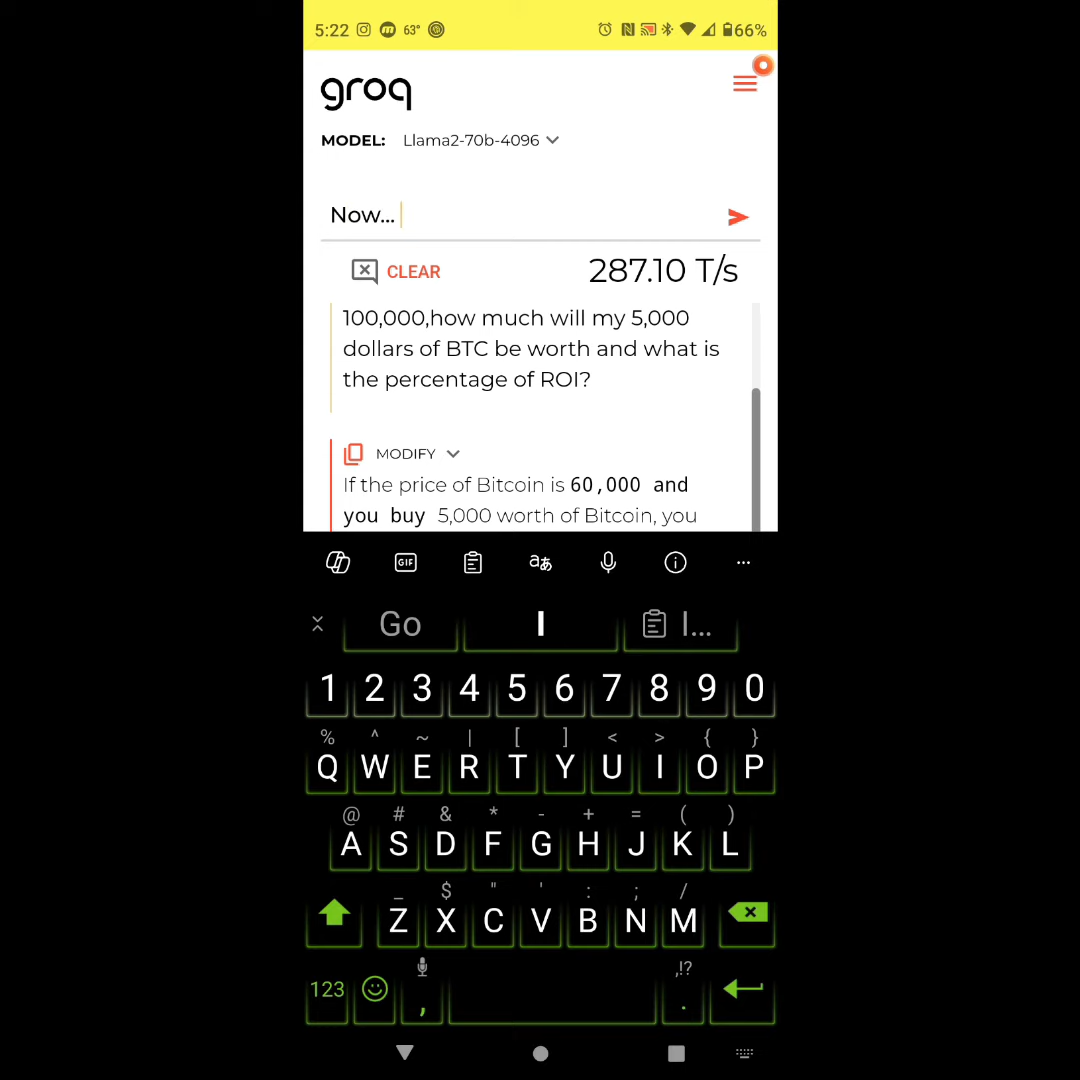 5:22 63° 66%
groq
MODEL: Llama2-70b-4096
Now...
CLEAR 287.10 T/s
100,000,how much will my 5,000
dollars of BTC be worth and what is
the percentage of ROI?
MODIFY
If the price of Bitcoin is 60,000 and
you buy 5,000 worth of Bitcoin, you
GIF aあ ...
Go I I...
1 2 3 4 5 6 7 8 9 0
% ^ ~ | [ ] < > { }
Q W E R T Y U I O P
@ # & * - + = ( )
A S D F G H J K L
_ $ " ' : ; /
Z X C V B N M
,!?
123 , .